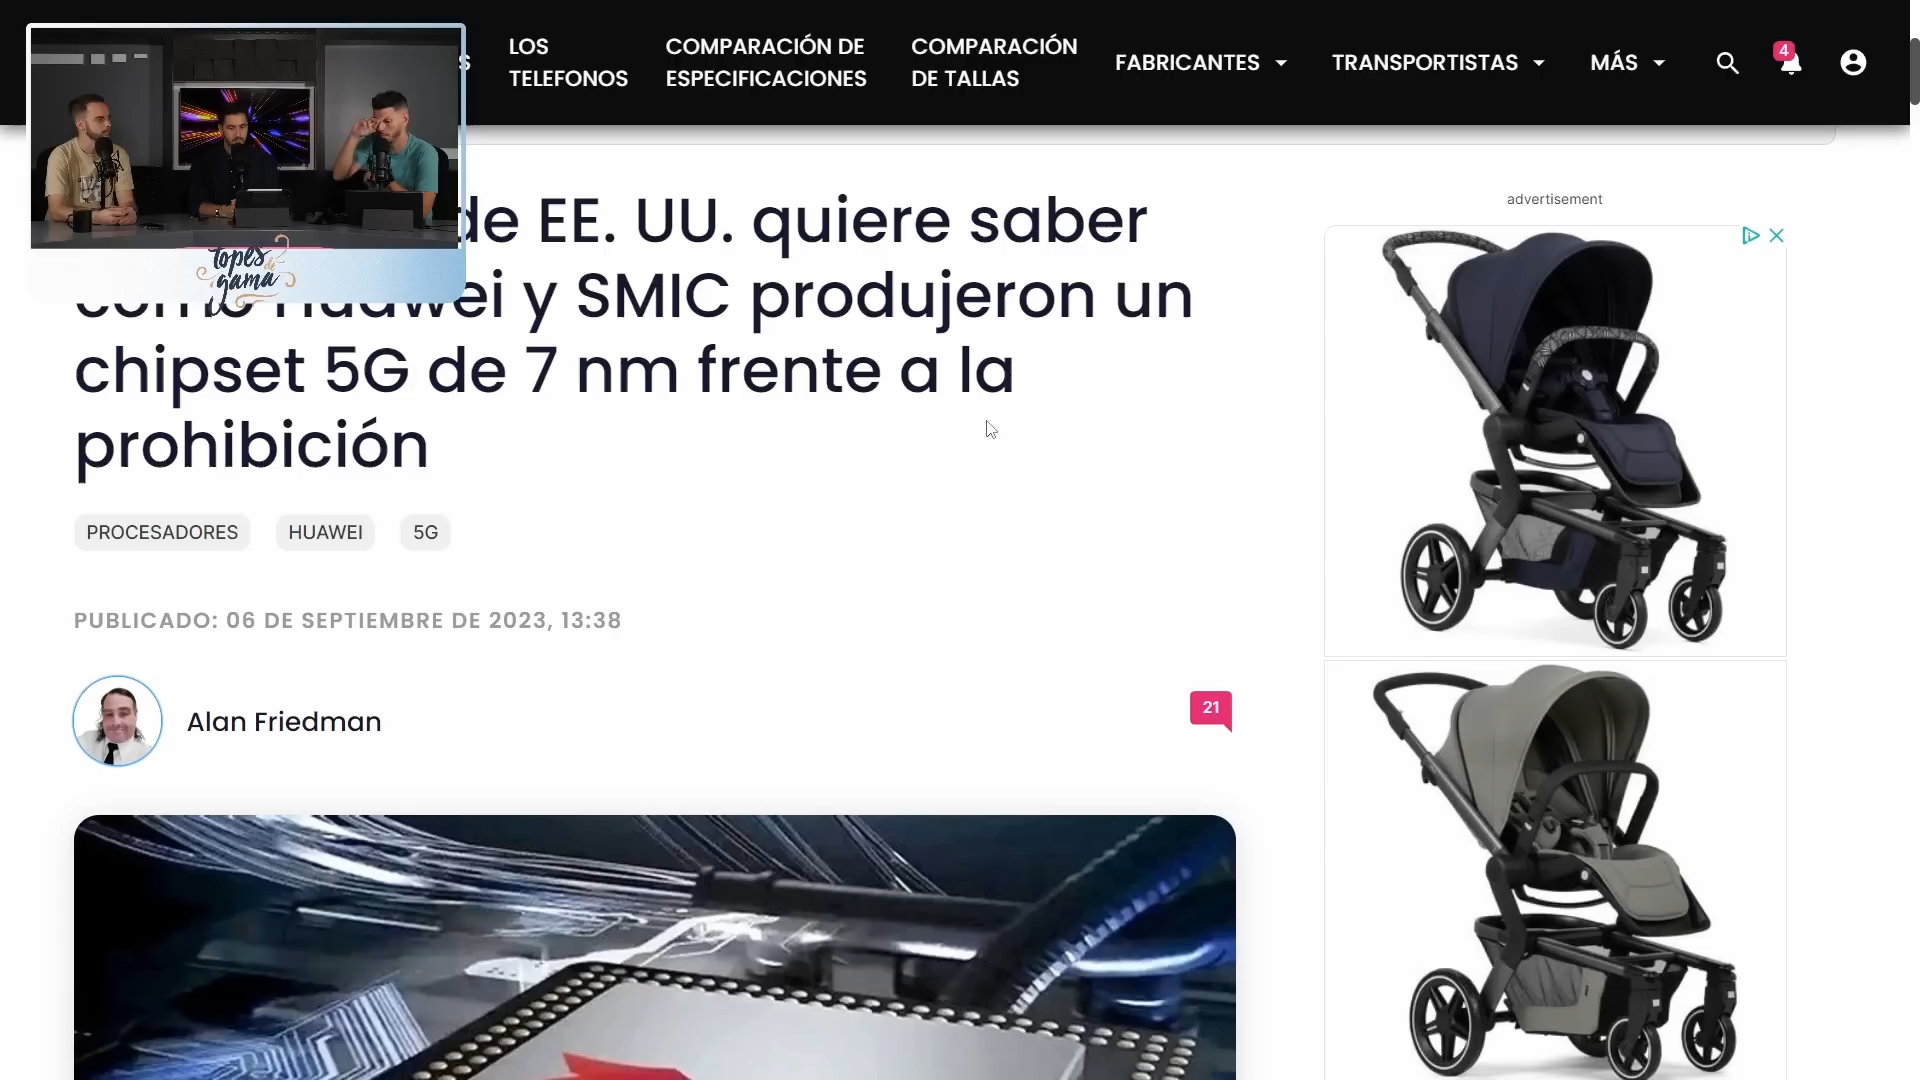 LOS
TELEFONOS
COMPARACIÓN DE
ESPECIFICACIONES
COMPARACIÓN
DE TALLAS
FABRICANTES
TRANSPORTISTAS
MÁS
4
topes de gama
advertisement
de EE. UU. quiere saber
y SMIC produjeron un
chipset 5G de 7 nm frente a la
prohibición
PROCESADORES
HUAWEI
5G
PUBLICADO: 06 DE SEPTIEMBRE DE 2023, 13:38
Alan Friedman
21